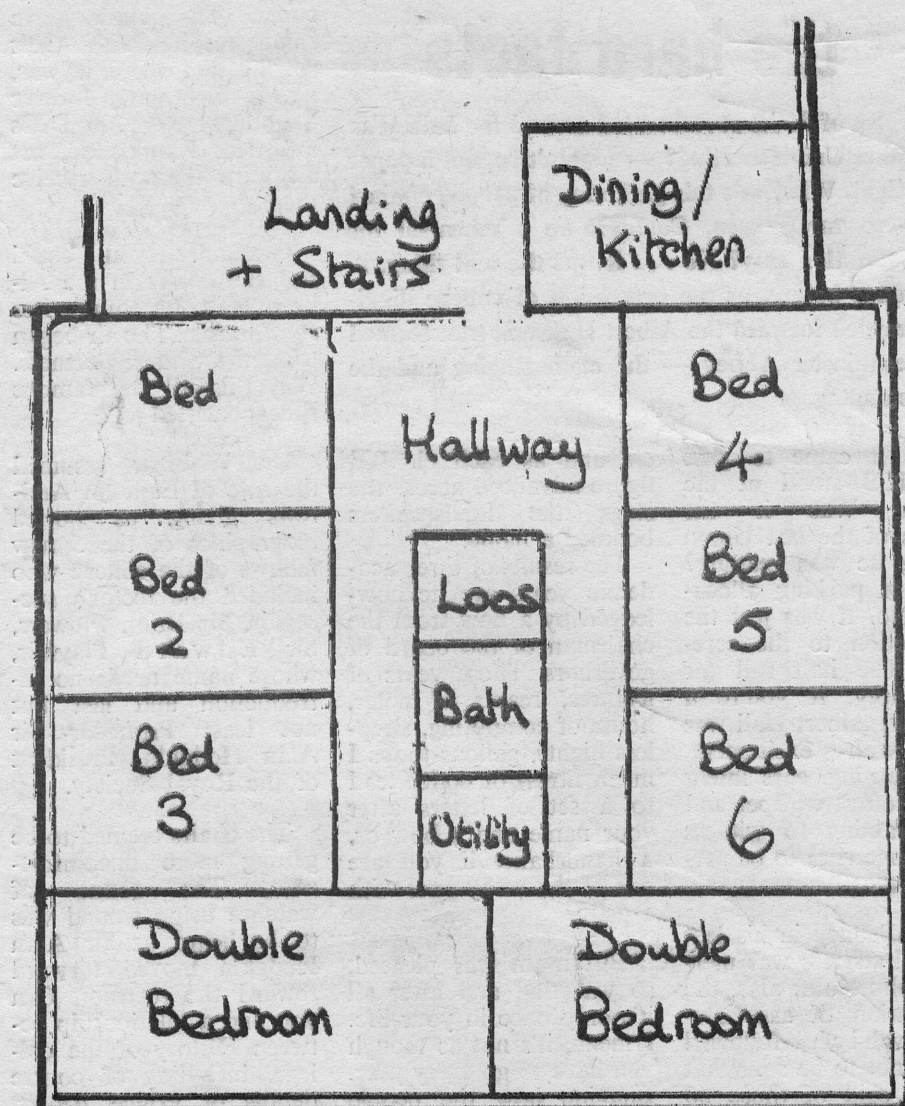 Dining/
Kitchen
Landing
+ Stairs
Bed
Hallway
Bed
4
Bed
2
Loos
Bed
5
Bed
3
Bath
Utility
Bed
6
Double
Bedroom
Double
Bedroom